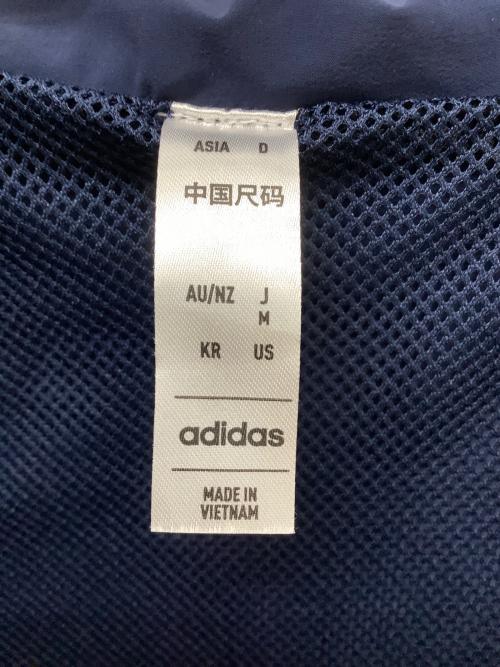 ASIA D
中国尺码
AU/NZ J
M
KR US
adidas
MADE IN
VIETNAM